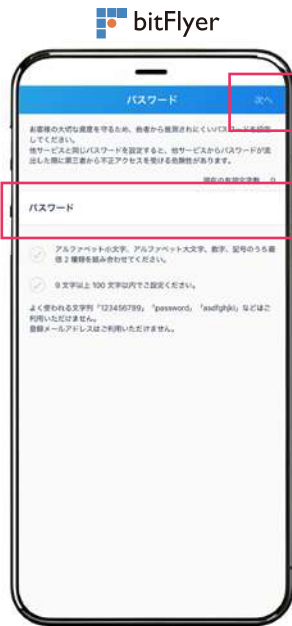 bitFlyer
パスワード
次へ
お客様の大切な資産を守るため、他者から推測されにくいパスワードを設定
してください。
他サービスと同じパスワードを設定すると、他サービスからパスワードが流
出した際に第三者から不正アクセスを受ける危険性があります。
現在の有効文字数 0
パスワード
アルファベット小文字、アルファベット大文字、数字、記号のうち最
低 2 種類を組み合わせてください。
9 文字以上 100 文字以内でご設定ください。
よく使われる文字列「123456789」「password」「asdfghjkl」などはご
利用いただけません。
登録メールアドレスはご利用いただけません。